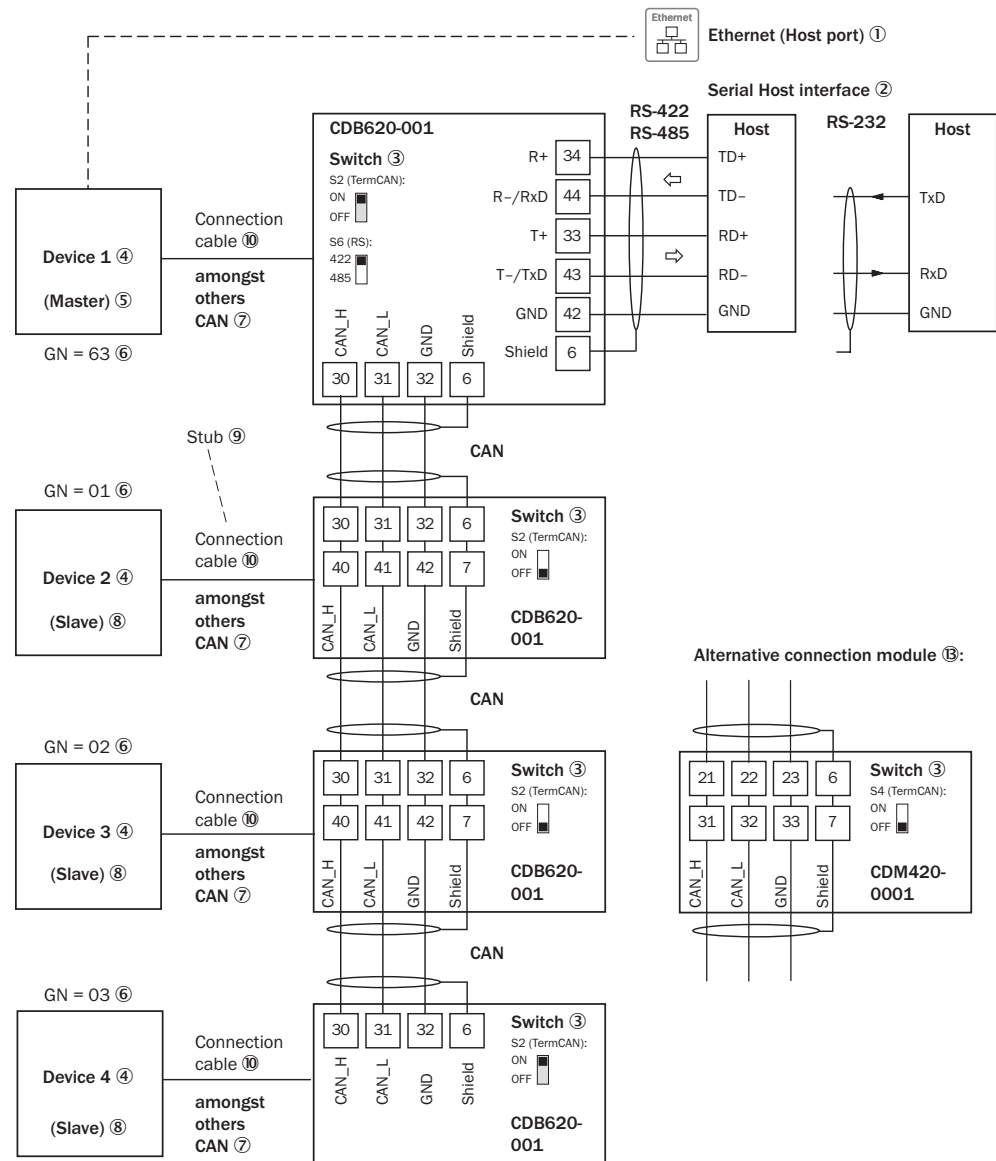 Ethernet
Ethernet (Host port) ①
Serial Host interface ②
RS-422
RS-485
RS-232
CDB620-001
Switch ③
S2 (TermCAN):
ON
OFF
S6 (RS):
422
485
R+ 34
R–/RxD 44
T+ 33
T–/TxD 43
GND 42
Shield 6
Host
TD+
TD–
RD+
RD–
GND
Host
TxD
RxD
GND
Device 1 ④
(Master) ⑤
GN = 63 ⑥
Connection
cable ⑩
amongst
others
CAN ⑦
CAN_H
CAN_L
GND
Shield
30 31 32 6
CAN
Stub ⑨
GN = 01 ⑥
Device 2 ④
(Slave) ⑧
Connection
cable ⑩
amongst
others
CAN ⑦
30 31 32 6
40 41 42 7
CAN_H
CAN_L
GND
Shield
Switch ③
S2 (TermCAN):
ON
OFF
CDB620-
001
CAN
GN = 02 ⑥
Device 3 ④
(Slave) ⑧
Connection
cable ⑩
amongst
others
CAN ⑦
30 31 32 6
40 41 42 7
CAN_H
CAN_L
GND
Shield
Switch ③
S2 (TermCAN):
ON
OFF
CDB620-
001
CAN
Alternative connection module ⑬:
21 22 23 6
31 32 33 7
CAN_H
CAN_L
GND
Shield
Switch ③
S4 (TermCAN):
ON
OFF
CDM420-
0001
GN = 03 ⑥
Device 4 ④
(Slave) ⑧
Connection
cable ⑩
amongst
others
CAN ⑦
30 31 32 6
CAN_H
CAN_L
GND
Shield
Switch ③
S2 (TermCAN):
ON
OFF
CDB620-
001